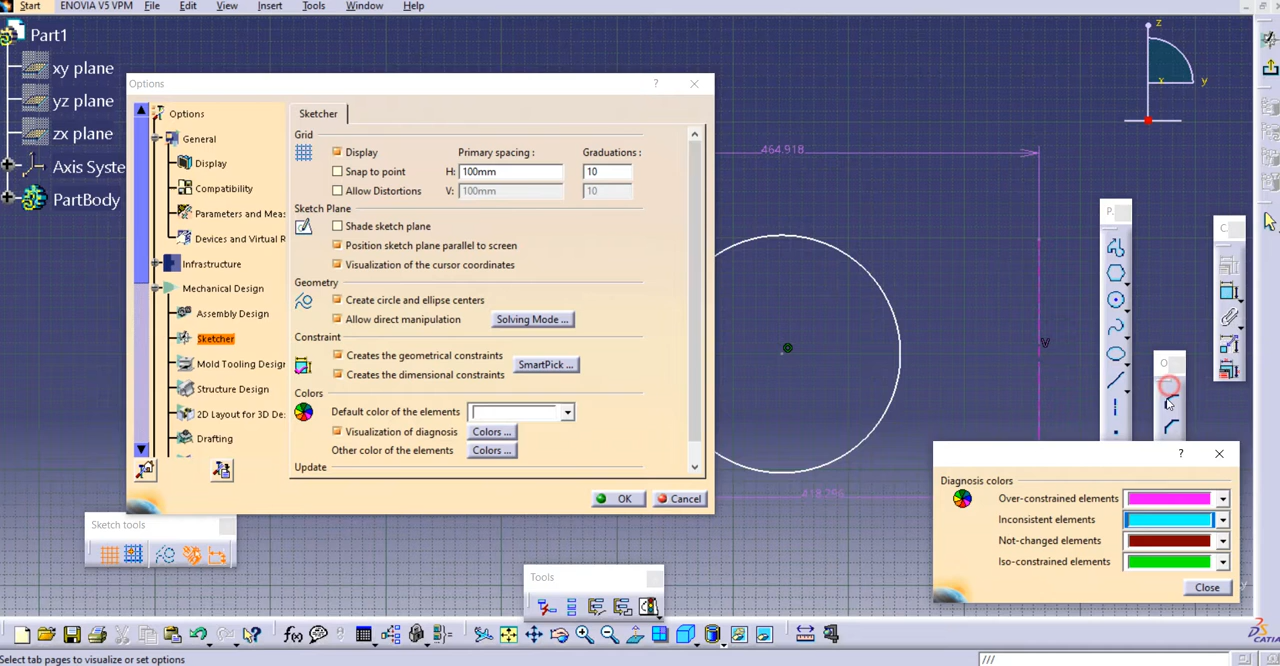 Start ENOVIA V5 VPM File Edit View Insert Tools Window Help
Part1
xy plane
yz plane
zx plane
Axis Syste
PartBody
z
x
y
464.918
V
418.296
Options
? 
Options
General
Display
Compatibility
Parameters and Meas
Devices and Virtual R
Infrastructure
Mechanical Design
Assembly Design
Sketcher
Mold Tooling Design
Structure Design
2D Layout for 3D De
Drafting
Sketcher
Grid
Display Primary spacing : Graduations :
Snap to point H: 100mm 10
Allow Distortions V: 100mm 10
Sketch Plane
Shade sketch plane
Position sketch plane parallel to screen
Visualization of the cursor coordinates
Geometry
Create circle and ellipse centers
Allow direct manipulation Solving Mode ...
Constraint
Creates the geometrical constraints
SmartPick ...
Creates the dimensional constraints
Colors
Default color of the elements
Visualization of diagnosis Colors ...
Other color of the elements Colors ...
Update
OK Cancel
P.
C.
O
?
Diagnosis colors
Over-constrained elements
Inconsistent elements
Not-changed elements
Iso-constrained elements
Close
Sketch tools
Tools
f(x)
CATIA
Select tab pages to visualize or set options
///